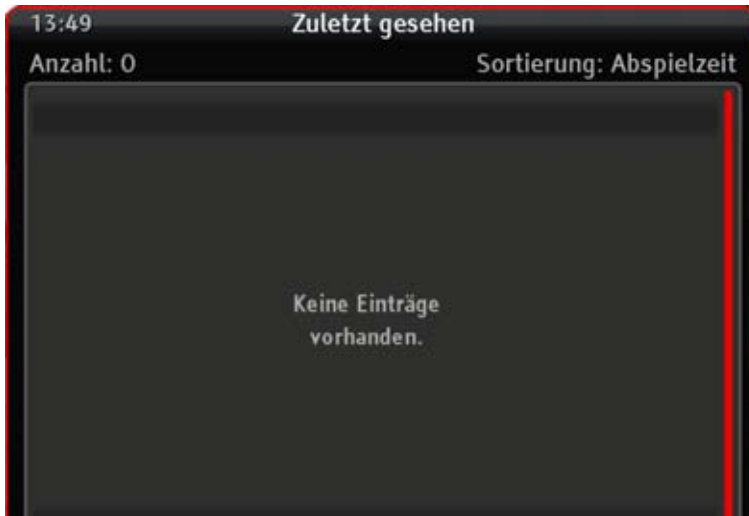 13:49 Zuletzt gesehen
Anzahl: 0 Sortierung: Abspielzeit
Keine Einträge
vorhanden.